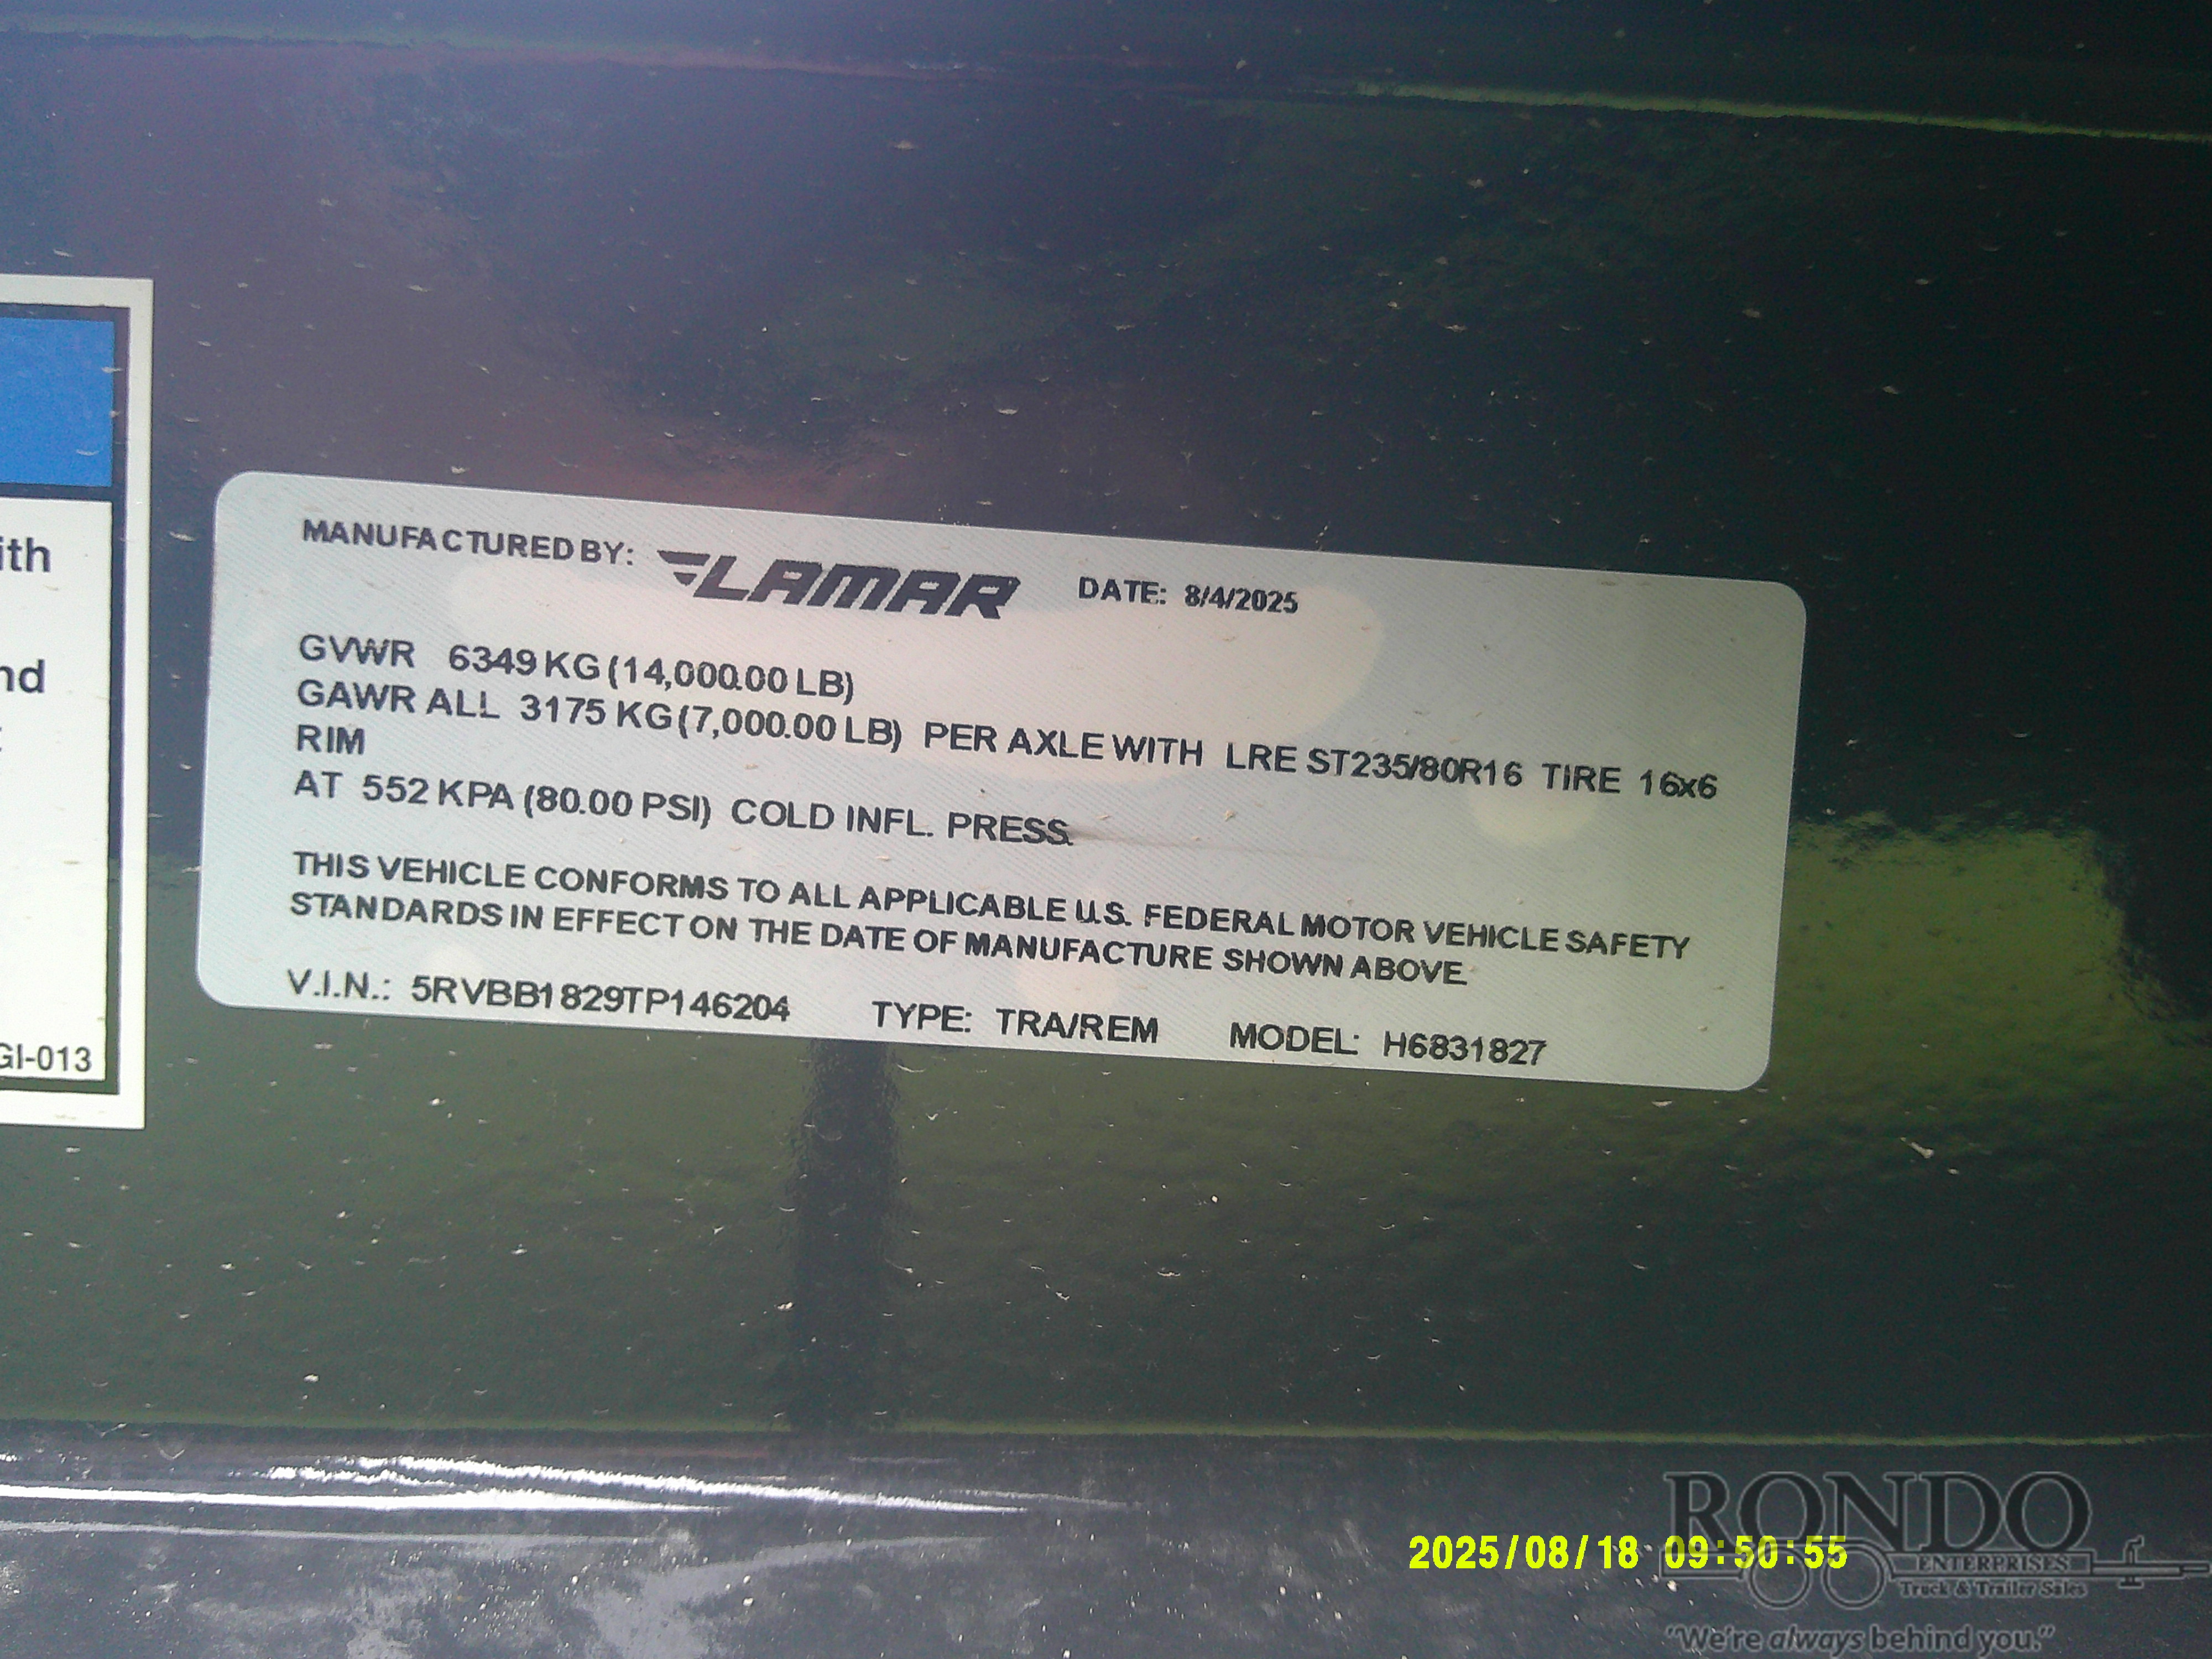 MANUFACTURED BY: LAMAR DATE: 8/4/2025
GVWR 6349 KG (14,000.00 LB)
GAWR ALL 3175 KG (7,000.00 LB) PER AXLE WITH LRE ST235/80R16 TIRE 16x6
RIM
AT 552 KPA (80.00 PSI) COLD INFL. PRESS.
THIS VEHICLE CONFORMS TO ALL APPLICABLE U.S. FEDERAL MOTOR VEHICLE SAFETY
STANDARDS IN EFFECT ON THE DATE OF MANUFACTURE SHOWN ABOVE.
V.I.N.: 5RVBB1829TP146204 TYPE: TRA/REM MODEL: H6831827
ith
nd
GI-013
2025/08/18 09:50:55
RONDO
ENTERPRISES
Truck & Trailer Sales
"We're always behind you."